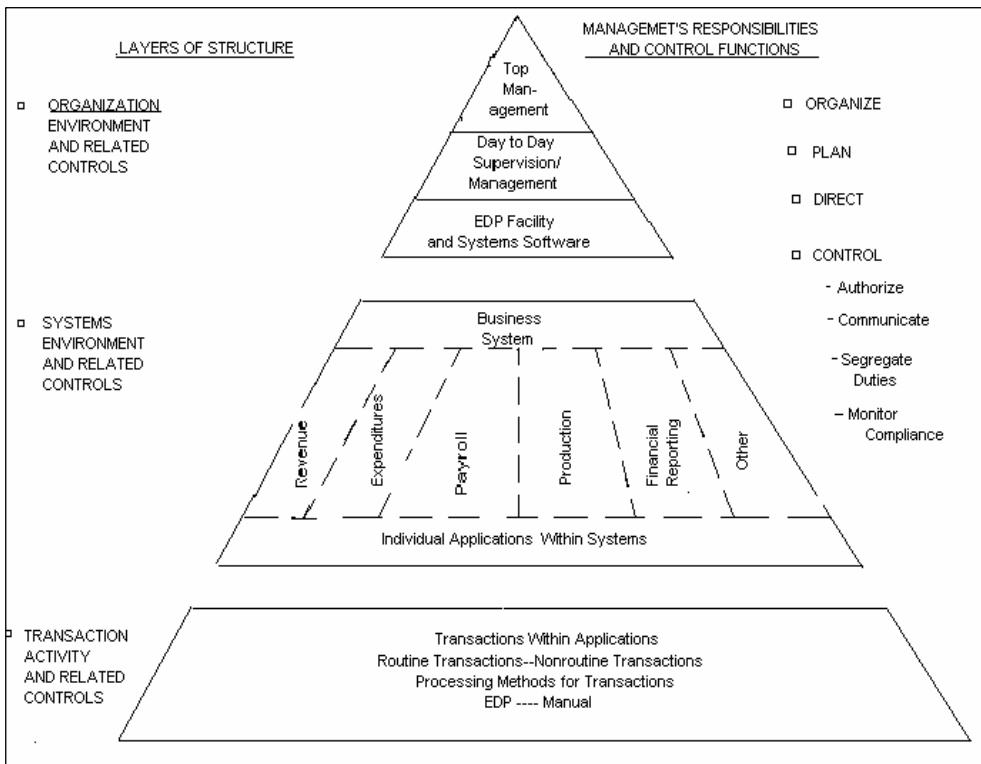 LAYERS OF STRUCTURE
MANAGEMET'S RESPONSIBILITIES
AND CONTROL FUNCTIONS
ORGANIZATION
ENVIRONMENT
AND RELATED
CONTROLS
Top
Man-
agement
Day to Day
Supervision/
Management
EDP Facility
and Systems Software
ORGANIZE
PLAN
DIRECT
CONTROL
- Authorize
- Communicate
- Segregate
Duties
- Monitor
Compliance
SYSTEMS
ENVIRONMENT
AND RELATED
CONTROLS
Business
System
Revenue
Expenditures
Payroll
Production
Financial
Reporting
Other
Individual Applications Within Systems
TRANSACTION
ACTIVITY
AND RELATED
CONTROLS
Transactions Within Applications
Routine Transactions--Nonroutine Transactions
Processing Methods for Transactions
EDP ---- Manual